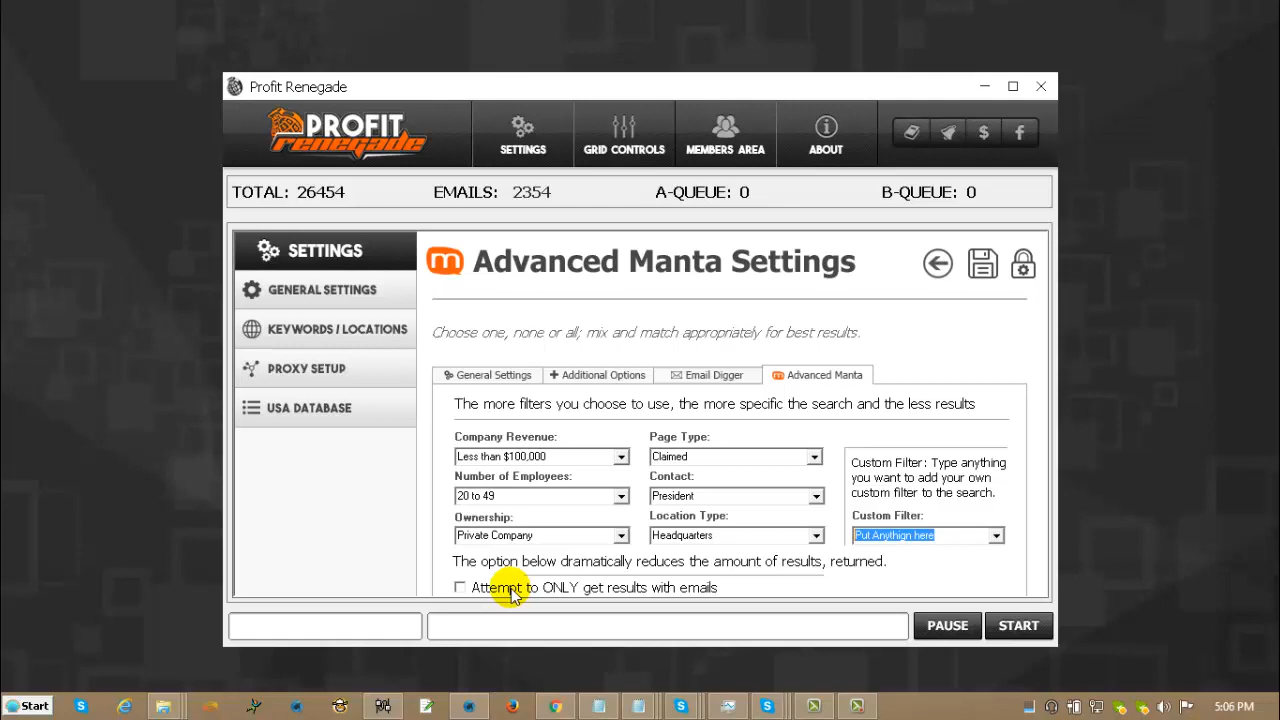 Profit Renegade
PROFIT
renegade
SETTINGS
GRID CONTROLS
MEMBERS AREA
ABOUT
$
f
TOTAL: 26454
EMAILS: 2354
A-QUEUE: 0
B-QUEUE: 0
SETTINGS
GENERAL SETTINGS
KEYWORDS / LOCATIONS
PROXY SETUP
USA DATABASE
m Advanced Manta Settings
Choose one, none or all; mix and match appropriately for best results.
General Settings
Additional Options
Email Digger
Advanced Manta
The more filters you choose to use, the more specific the search and the less results
Company Revenue:
Less than $100,000
Page Type:
Claimed
Number of Employees:
20 to 49
Contact:
President
Ownership:
Private Company
Location Type:
Headquarters
Custom Filter: Type anything
you want to add your own
custom filter to the search.
Custom Filter:
Put Anythign here
The option below dramatically reduces the amount of results, returned.
Attempt to ONLY get results with emails
PAUSE
START
Start
5:06 PM